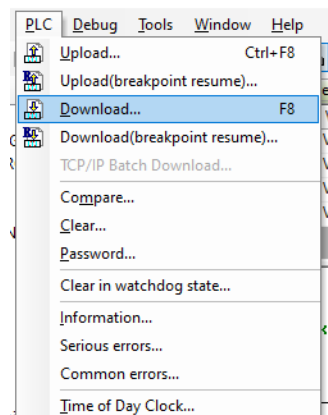 PLC Debug Tools Window Help
Upload... Ctrl+F8
Upload(breakpoint resume)...
Download... F8
Download(breakpoint resume)...
TCP/IP Batch Download...
Compare...
Clear...
Password...
Clear in watchdog state...
Information...
Serious errors...
Common errors...
Time of Day Clock...